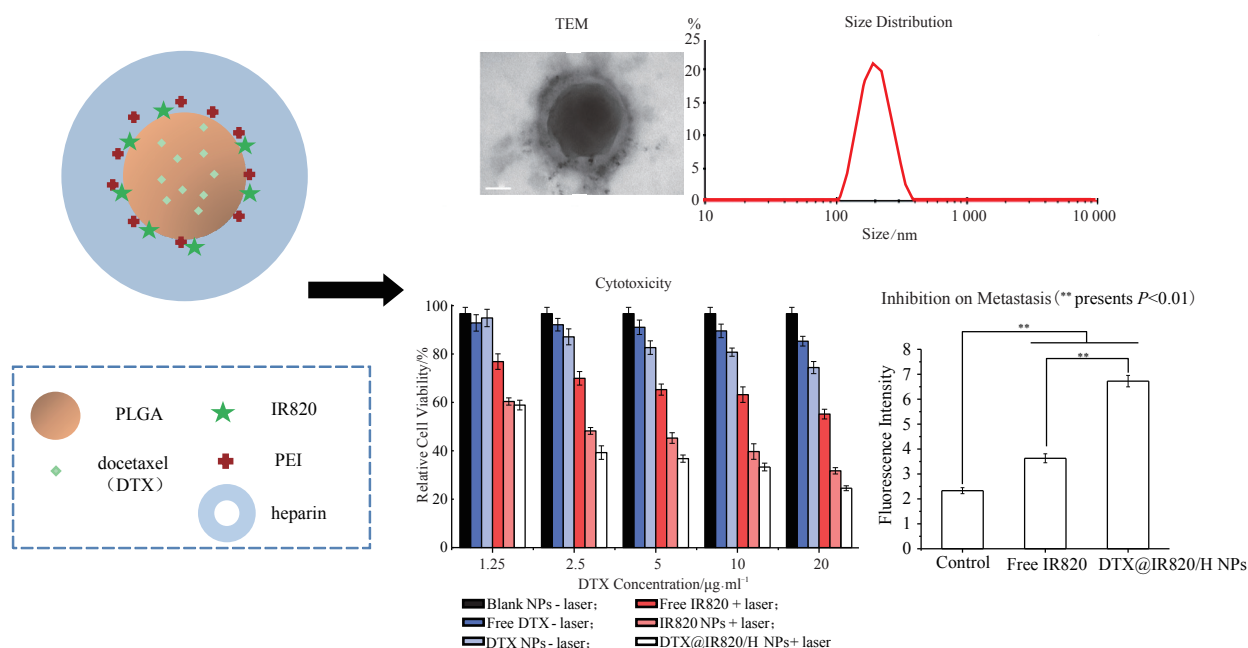 TEM
Size Distribution
%
25
20
15
10
5
0
10
100
1 000
10 000
Size/nm
PLGA
IR820
docetaxel
（DTX）
PEI
heparin
Cytotoxicity
Relative Cell Viability/%
100
80
60
40
20
0
1.25
2.5
5
10
20
DTX Concentration/μg.ml⁻¹
Blank NPs - laser；
Free IR820 + laser；
Free DTX - laser；
IR820 NPs + laser；
DTX NPs - laser；
DTX@IR820/H NPs+ laser
Inhibition on Metastasis（** presents P<0.01）
Fluorescence Intensity
8
7
6
5
4
3
2
1
0
**
**
Control
Free IR820
DTX@IR820/H NPs